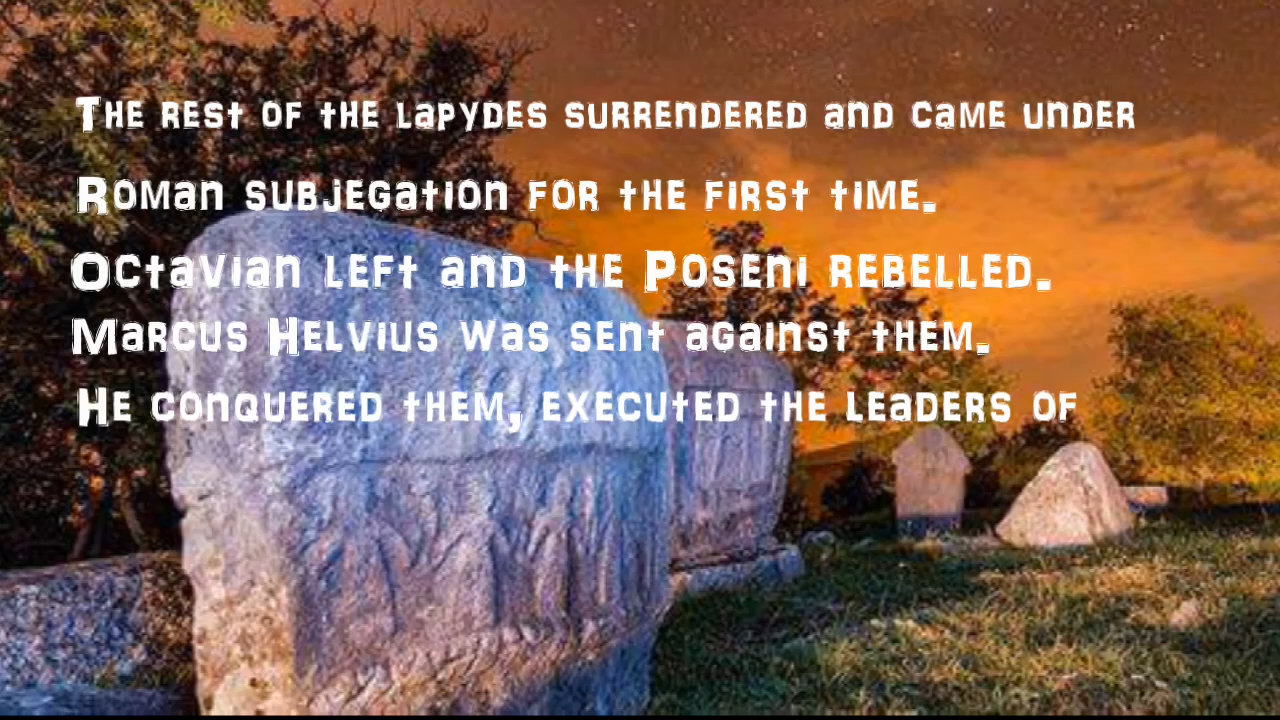 The rest of the lapydes surrendered and came under
Roman subjegation for the first time.
Octavian left and the Poseni rebelled.
Marcus Helvius was sent against them.
He conquered them, executed the leaders of